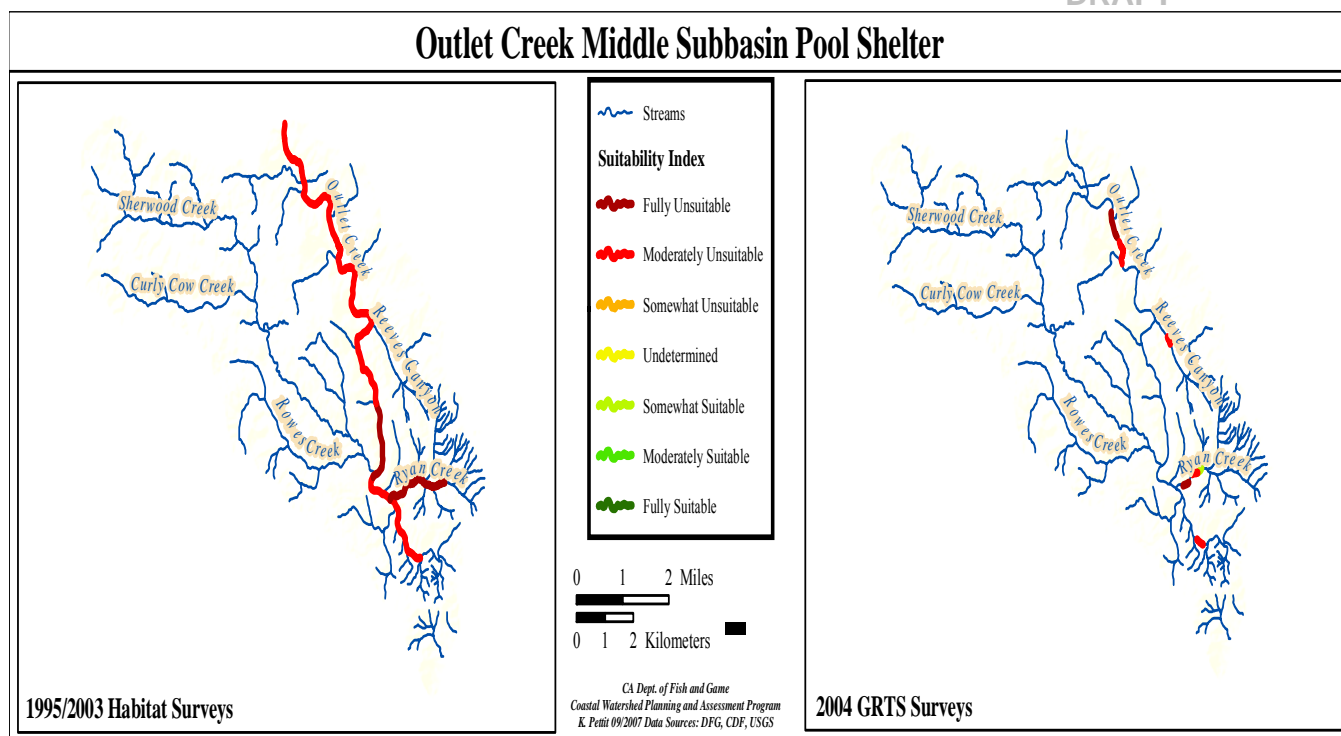 DRAFT
Outlet Creek Middle Subbasin Pool Shelter
Sherwood Creek
Curly Cow Creek
Outlet Creek
Reeves Canyon
Rowes Creek
Ryan Creek
1995/2003 Habitat Surveys
Streams
Suitability Index
Fully Unsuitable
Moderately Unsuitable
Somewhat Unsuitable
Undetermined
Somewhat Suitable
Moderately Suitable
Fully Suitable
0 1 2 Miles
0 1 2 Kilometers
CA Dept. of Fish and Game
Coastal Watershed Planning and Assessment Program
K. Pettit 09/2007 Data Sources: DFG, CDF, USGS
Sherwood Creek
Curly Cow Creek
Outlet Creek
Reeves Canyon
Rowes Creek
Ryan Creek
2004 GRTS Surveys